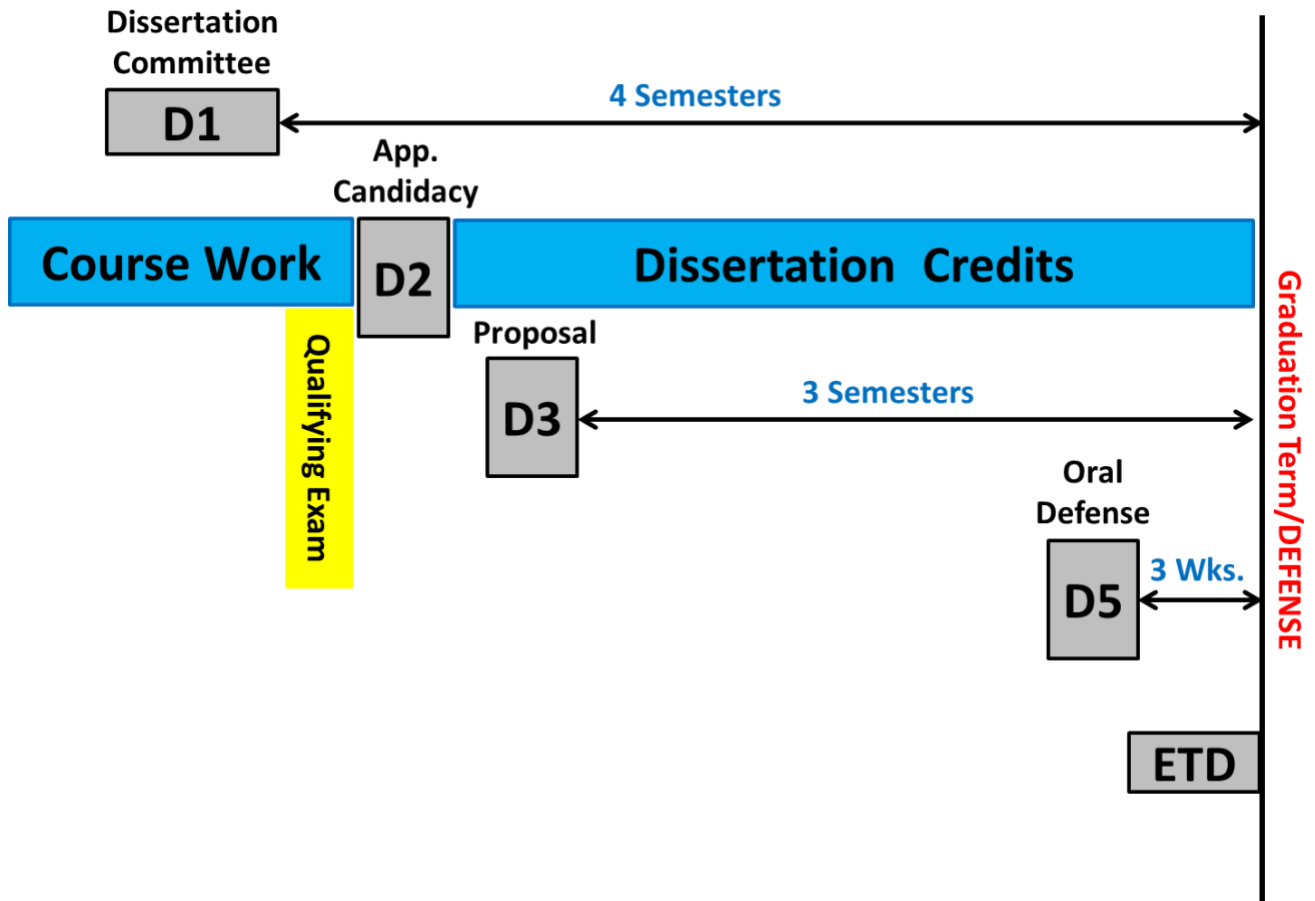 Dissertation
Committee
D1
4 Semesters
App.
Candidacy
Course Work
D2
Dissertation Credits
Qualifying Exam
Proposal
D3
3 Semesters
Oral
Defense
D5
3 Wks.
ETD
Graduation Term/DEFENSE